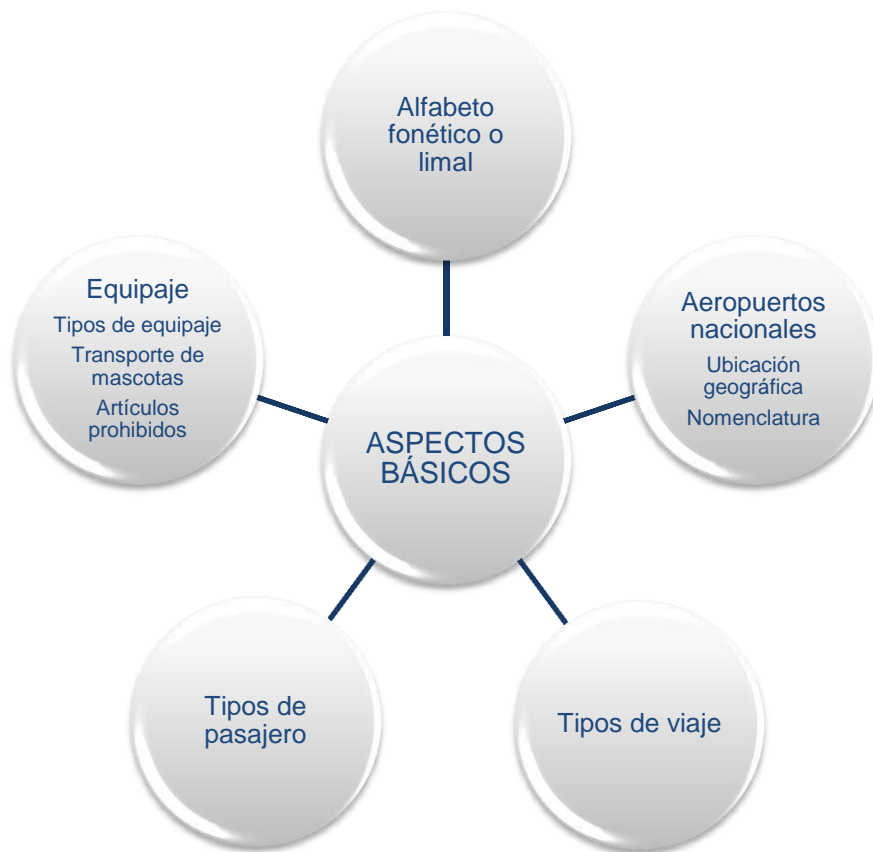 Alfabeto
fonético o
limal
Equipaje
Tipos de equipaje
Transporte de
mascotas
Artículos
prohibidos
Aeropuertos
nacionales
Ubicación
geográfica
Nomenclatura
ASPECTOS
BÁSICOS
Tipos de
pasajero
Tipos de viaje